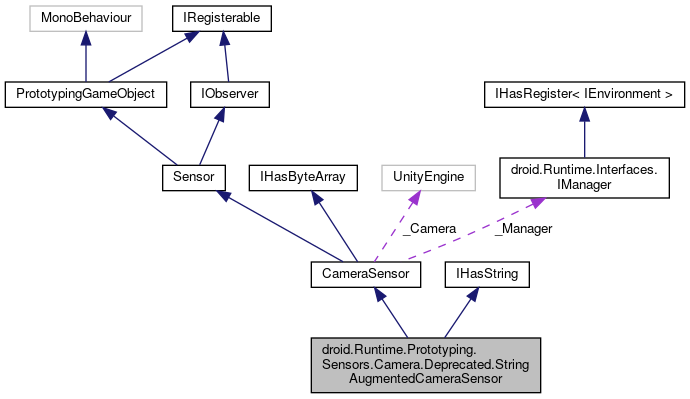 MonoBehaviour
IRegisterable
PrototypingGameObject
IObserver
IHasRegister< IEnvironment >
Sensor
IHasByteArray
UnityEngine
droid.Runtime.Interfaces.
IManager
_Camera
_Manager
CameraSensor
IHasString
droid.Runtime.Prototyping.
Sensors.Camera.Deprecated.String
AugmentedCameraSensor